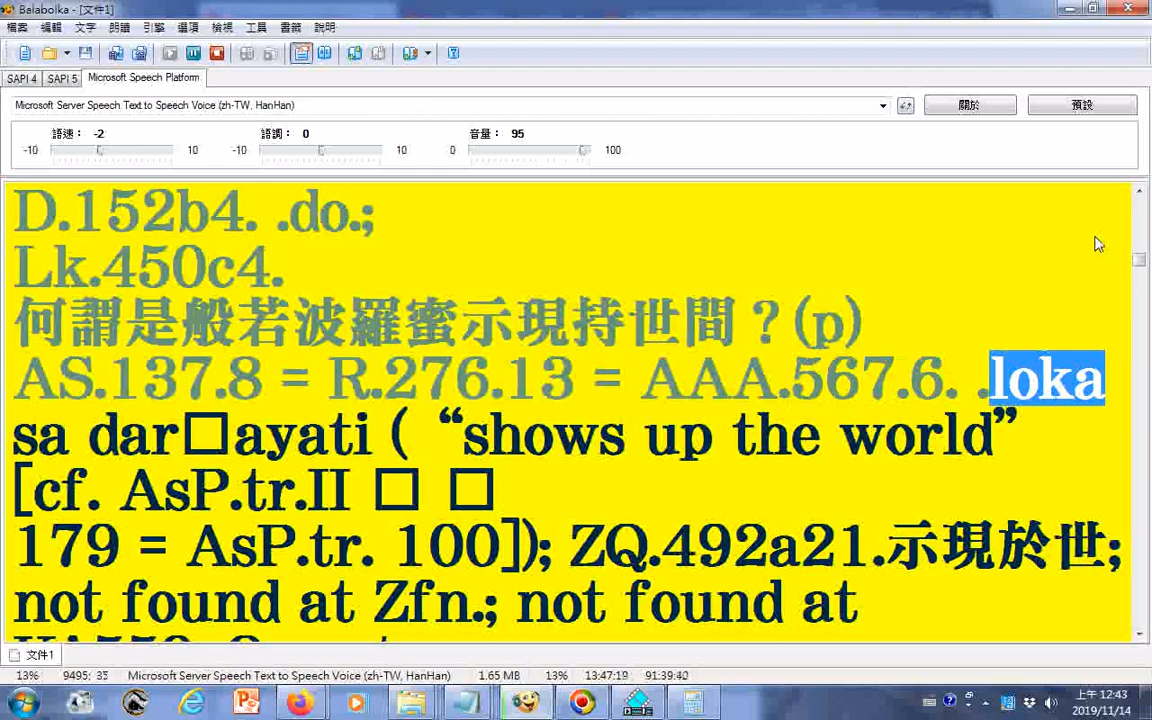 Balabolka - [文件1]
檔案 編輯 文字 朗讀 引擎 選項 檢視 工具 書籤 說明
SAPI 4 SAPI 5 Microsoft Speech Platform
Microsoft Server Speech Text to Speech Voice (zh-TW, HanHan) 關於 預設
語速： -2 語調： 0 音量： 95
-10 10 -10 10 0 100
D.152b4. .do.;
Lk.450c4.
何謂是般若波羅蜜示現持世間？(p)
AS.137.8 = R.276.13 = AAA.567.6. .loka
sa dar□ayati ( “shows up the world”
[cf. AsP.tr.II □ □
179 = AsP.tr. 100]); ZQ.492a21.示現於世;
not found at Zfn.; not found at
文件1
13% 9495: 35 Microsoft Server Speech Text to Speech Voice (zh-TW, HanHan) 1.65 MB 13% 13:47:19 91:39:40
上午 12:43
2019/11/14